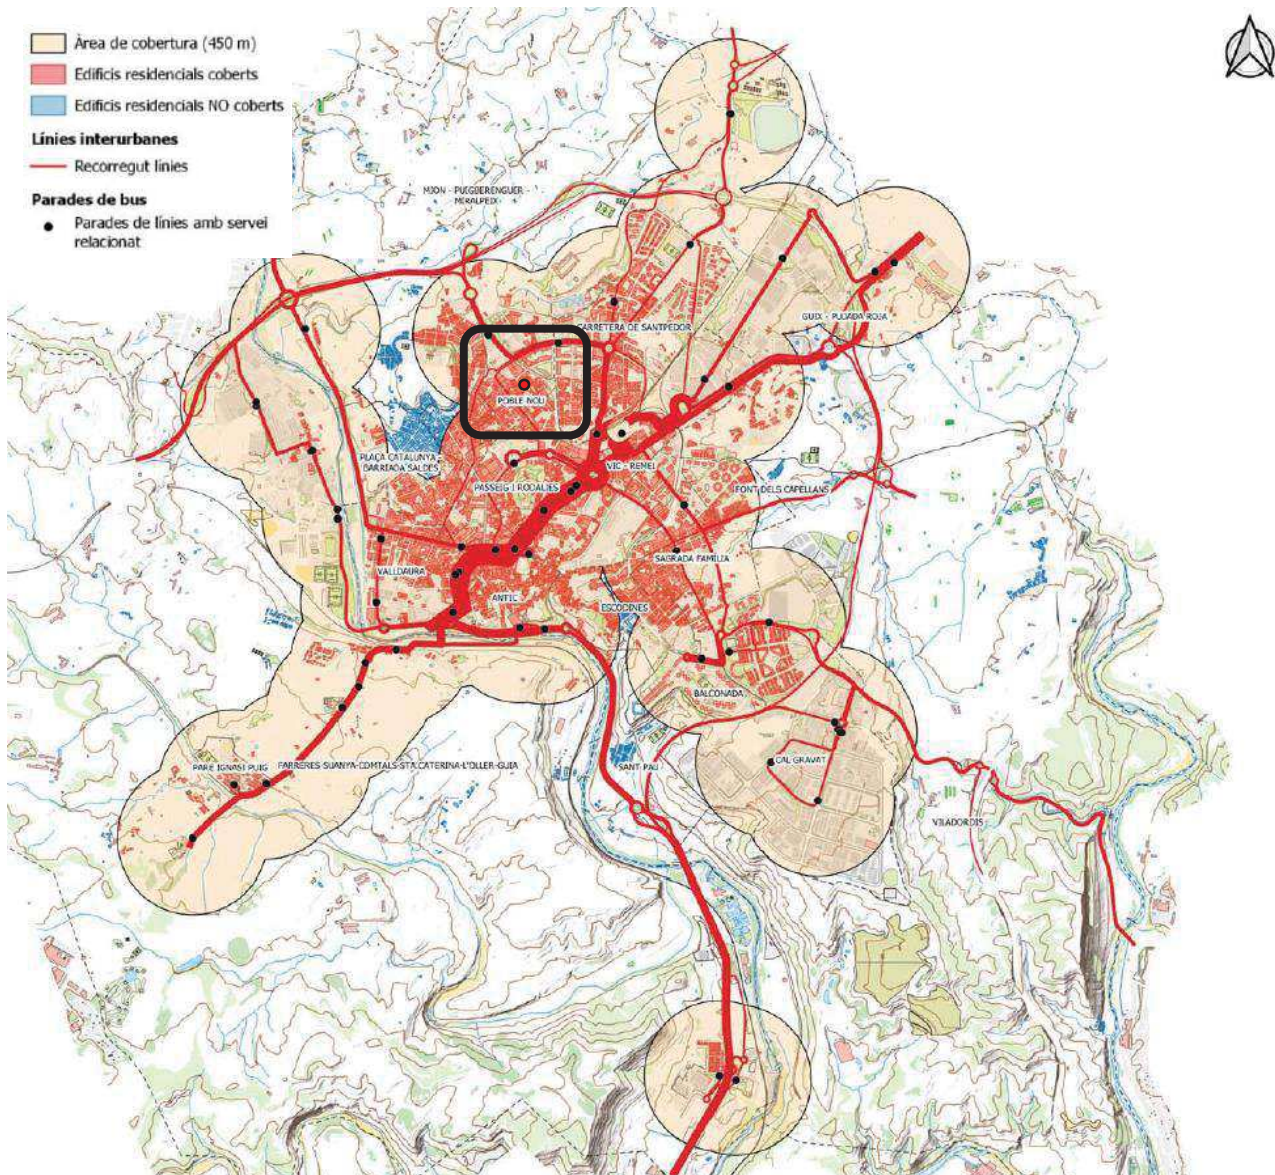 Àrea de cobertura (450 m)
Edificis residencials coberts
Edificis residencials NO coberts
Línies interurbanes
Recorregut línies
Parades de bus
Parades de línies amb servei
relacionat
MION - PUIGBERENGUER -
MIRALPEIX
CARRETERA DE SANTPEDOR
GUIX - PUJADA ROJA
POBLE NOU
PLAÇA CATALUNYA -
BARRIADA SALDES
PASSEIG I RODALIES
VIC - REMEI
FONT DELS CAPELLANS
SAGRADA FAMÍLIA
VALLDAURA
ANTIC
ESCODINES
BALCONADA
SANT PAU
CAL GRAVAT
PARE IGNASI PUIG
FARRERES-SUANYA-COMTALS-STA.CATERINA-L'OLLER-GUIA
VILADORDIS